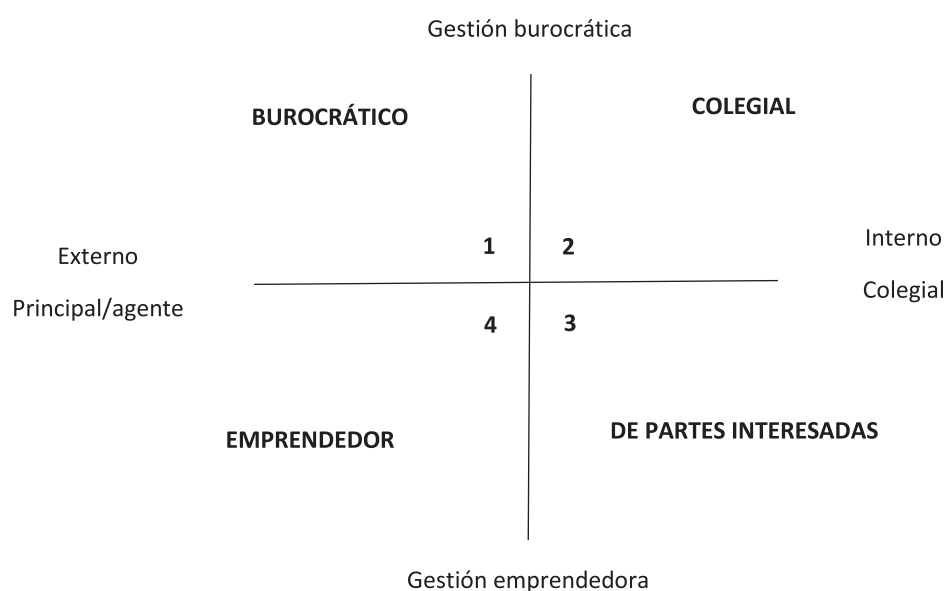 Gestión burocrática
BUROCRÁTICO
COLEGIAL
1
2
Externo
Principal/agente
Interno
Colegial
4
3
EMPRENDEDOR
DE PARTES INTERESADAS
Gestión emprendedora